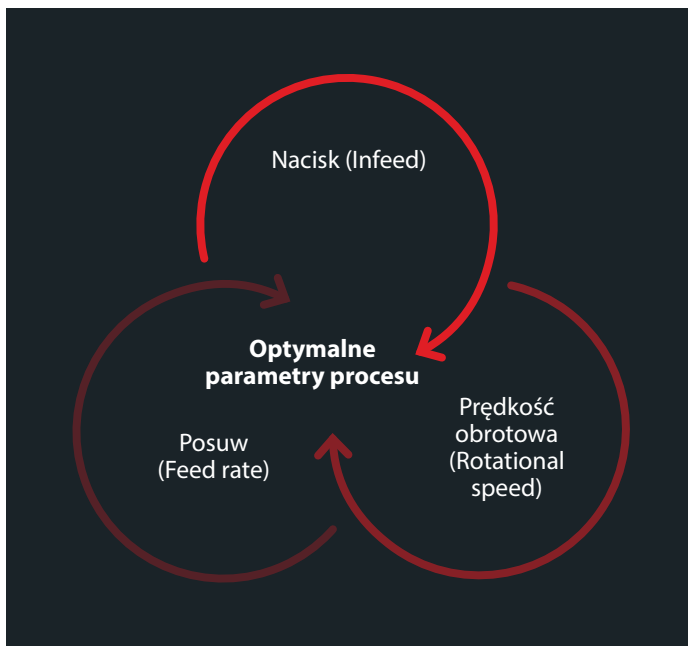 Nacisk (Infeed)
Optymalne
parametry procesu
Posuw
(Feed rate)
Prędkość
obrotowa
(Rotational
speed)